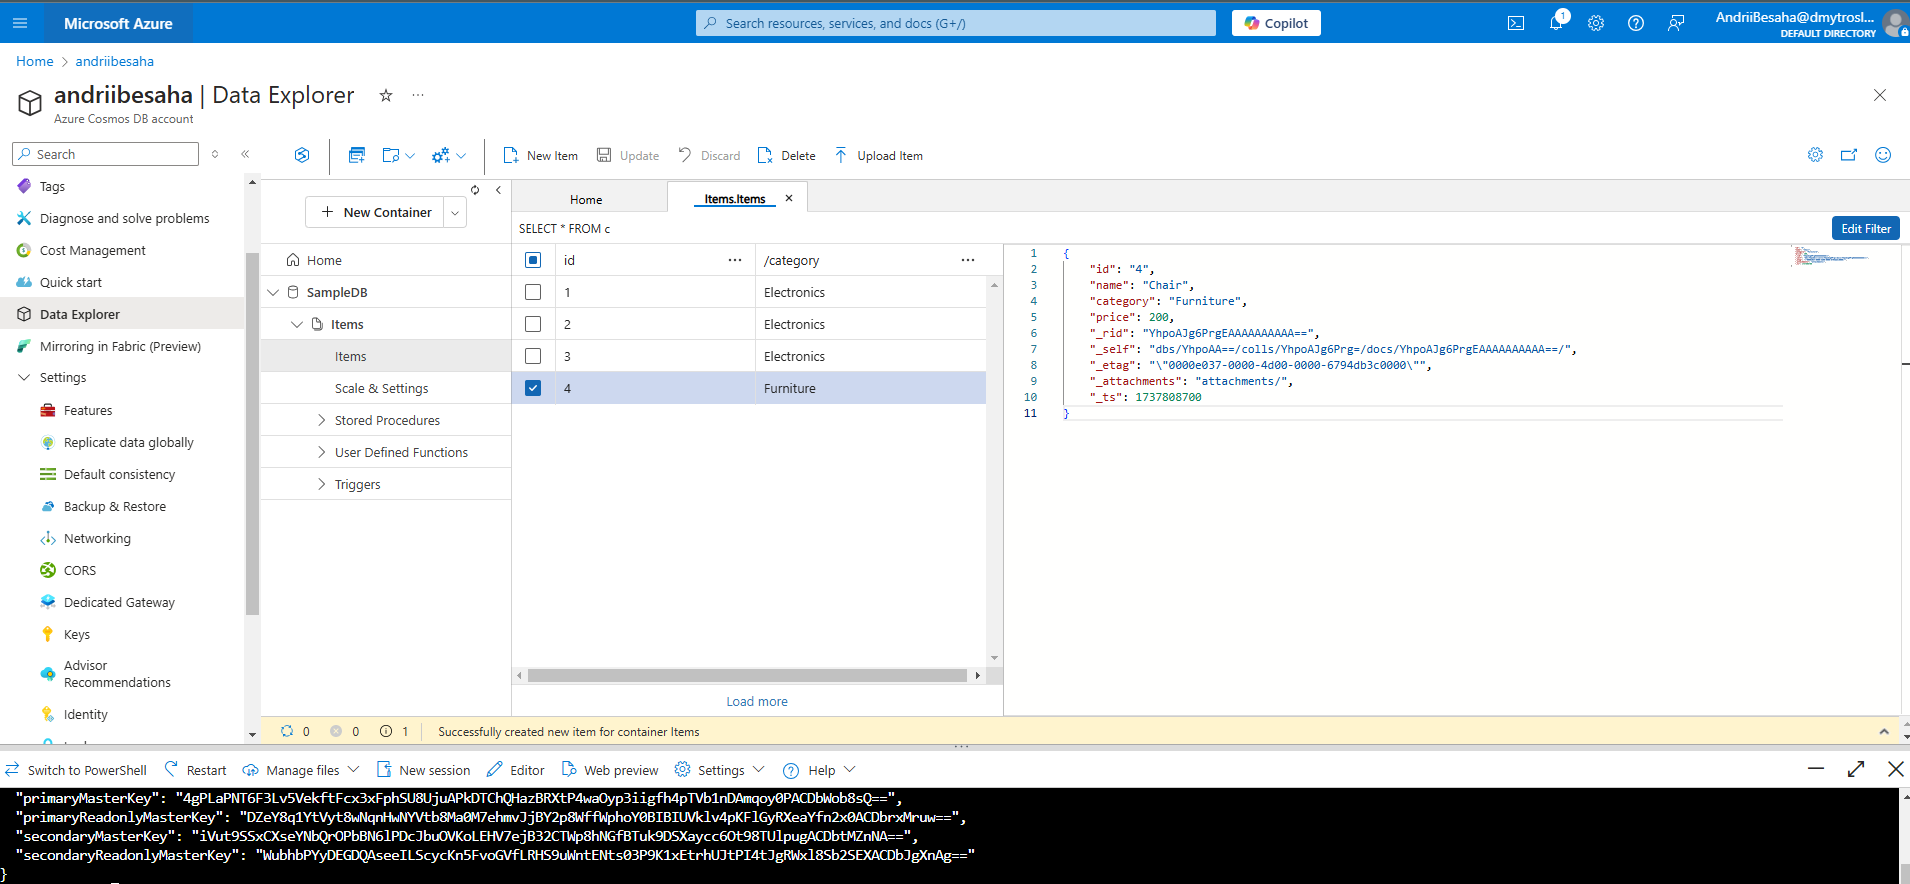 Microsoft Azure
Search resources, services, and docs (G+/)
Copilot
1
AndriiBesaha@dmytrosl...
DEFAULT DIRECTORY
Home > andriibesaha
andriibesaha | Data Explorer
Azure Cosmos DB account
Search
New Item
Update
Discard
Delete
Upload Item
Tags
Diagnose and solve problems
Cost Management
Quick start
Data Explorer
Mirroring in Fabric (Preview)
Settings
Features
Replicate data globally
Default consistency
Backup & Restore
Networking
CORS
Dedicated Gateway
Keys
Advisor
Recommendations
Identity
+ New Container
Home
SampleDB
Items
Items
Scale & Settings
Stored Procedures
User Defined Functions
Triggers
Home
Items.Items
SELECT * FROM c
Edit Filter
id /category
1 Electronics
2 Electronics
3 Electronics
4 Furniture
Load more
1 {
2 "id": "4",
3 "name": "Chair",
4 "category": "Furniture",
5 "price": 200,
6 "_rid": "YhpoAJg6PrgEAAAAAAAAAA==",
7 "_self": "dbs/YhpoAA==/colls/YhpoAJg6Prg=/docs/YhpoAJg6PrgEAAAAAAAAAA==/",
8 "_etag": "\"0000e037-0000-4d00-0000-6794db3c0000\"",
9 "_attachments": "attachments/",
10 "_ts": 1737808700
11 }
0 0 1 Successfully created new item for container Items
Switch to PowerShell
Restart
Manage files
New session
Editor
Web preview
Settings
Help
"primaryMasterKey":
"primaryReadonlyMasterKey":
"secondaryMasterKey":
"secondaryReadonlyMasterKey":
}